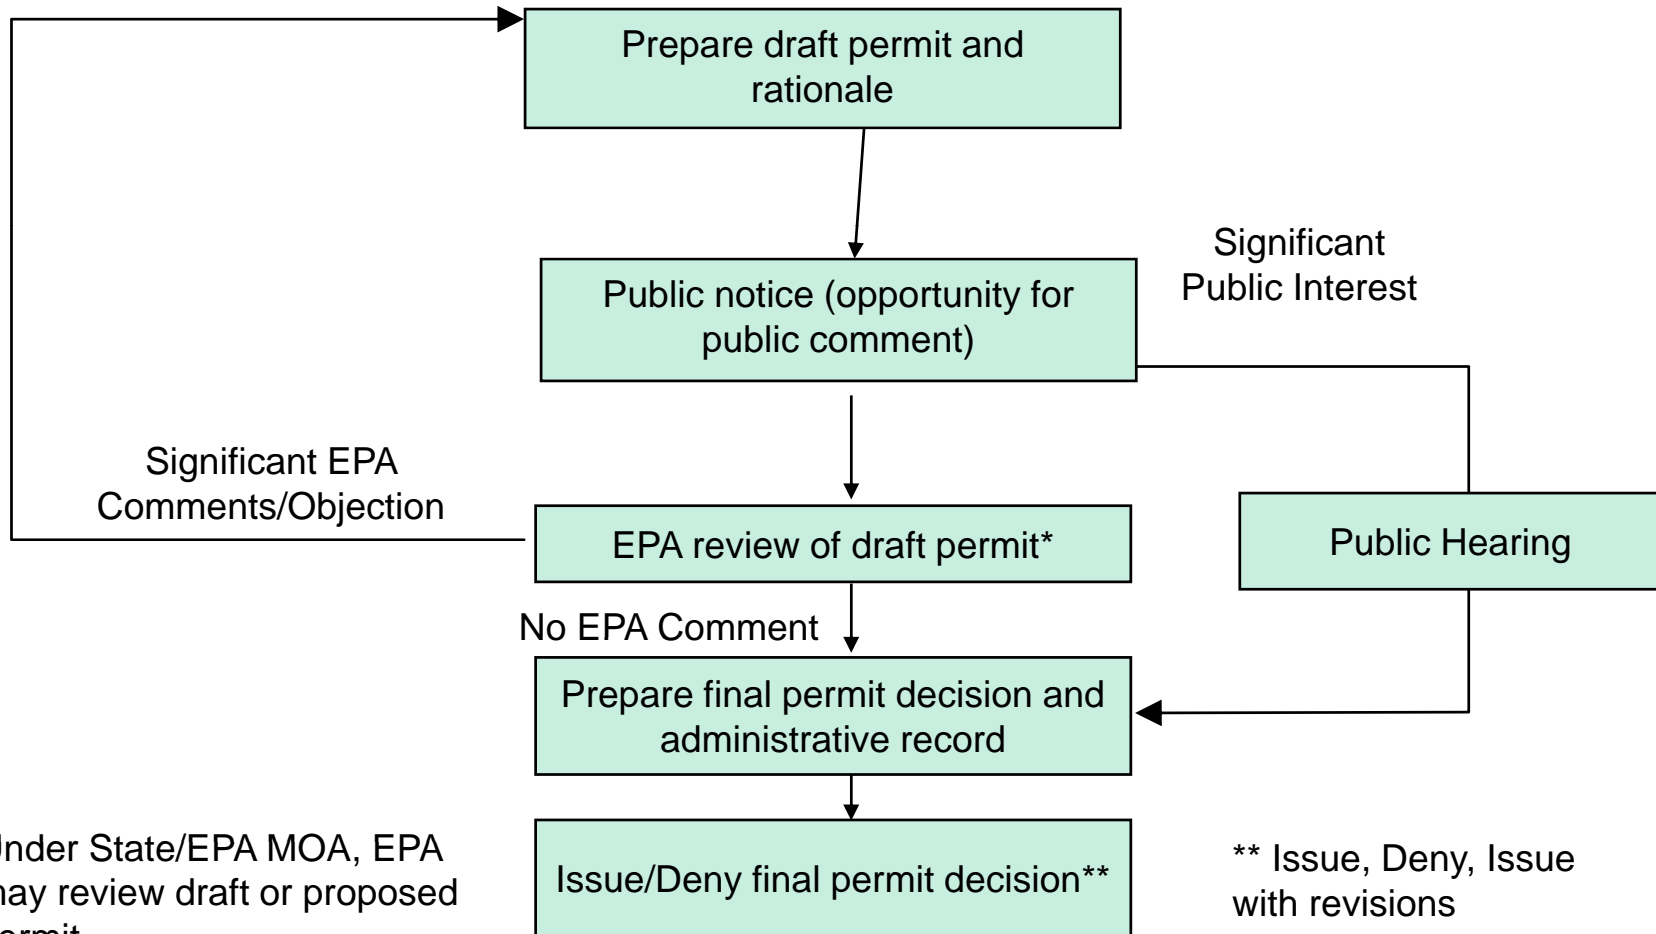 Prepare draft permit and
rationale
Significant
Public Interest
Public notice (opportunity for
public comment)
Significant EPA
Comments/Objection
EPA review of draft permit*
Public Hearing
No EPA Comment
Prepare final permit decision and
administrative record
Under State/EPA MOA, EPA
may review draft or proposed
permit
Issue/Deny final permit decision**
** Issue, Deny, Issue
with revisions